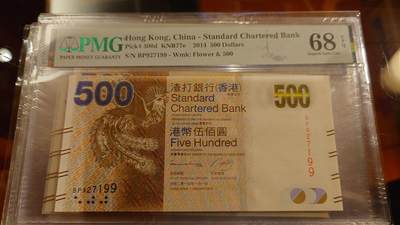 PMG
PAPER MONEY GUARANTY
Hong Kong, China - Standard Chartered Bank
Pick# 300d KNB77e 2014 500 Dollars
S/N BP927199 - Wmk: Flower & 500
68 EPQ
500
渣打銀行(香港)
Standard
Chartered Bank
港幣伍佰圓
Five Hundred
500
BP927199
BP927199